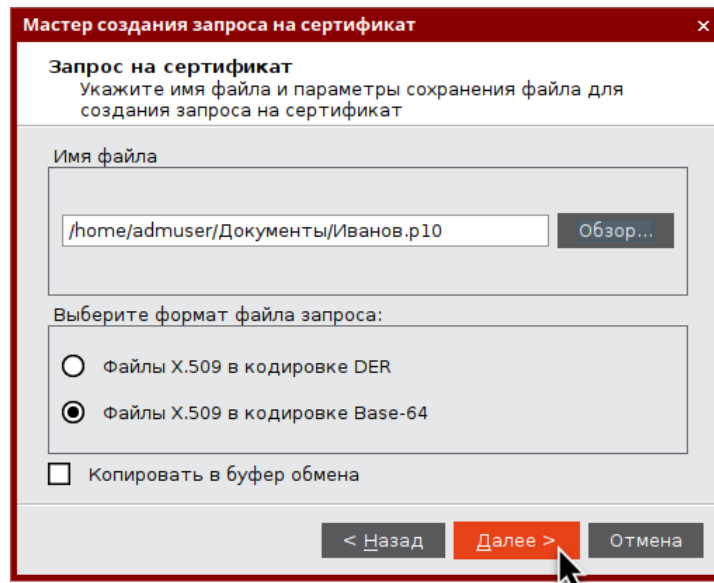 Мастер создания запроса на сертификат
Запрос на сертификат
Укажите имя файла и параметры сохранения файла для
создания запроса на сертификат
Имя файла
/home/admuser/Документы/Иванов.p10
Обзор...
Выберите формат файла запроса:
Файлы X.509 в кодировке DER
Файлы X.509 в кодировке Base-64
Копировать в буфер обмена
< Назад
Далее >
Отмена